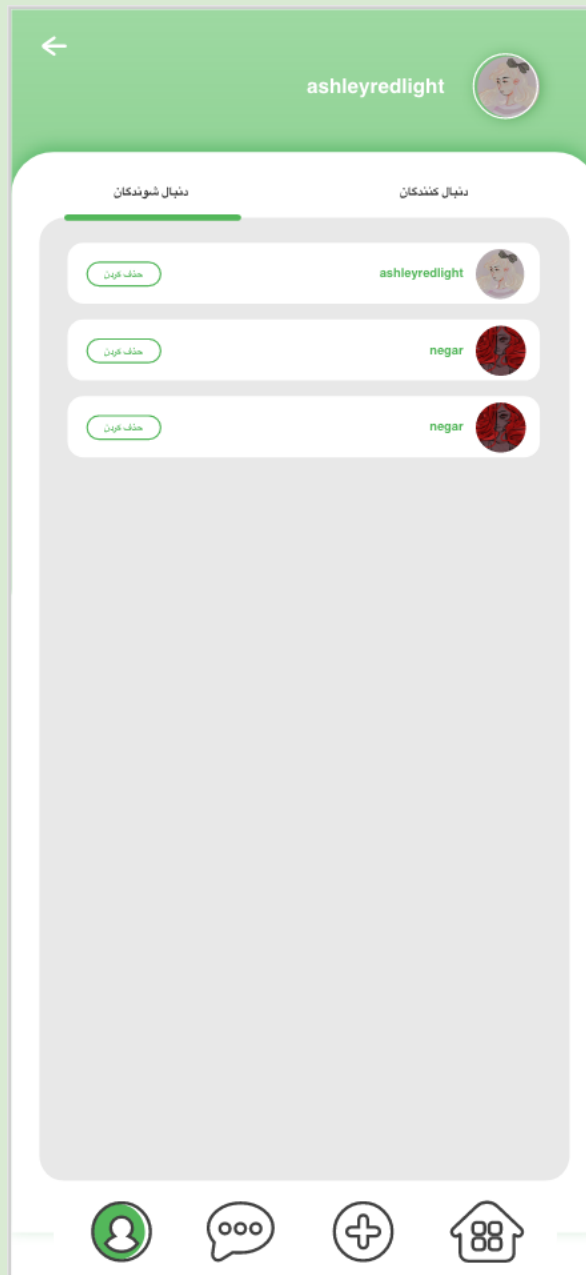 ashleyredlight
دنبال کنندگان
دنبال شوندگان
ashleyredlight
حذف کردن
negar
حذف کردن
negar
حذف کردن